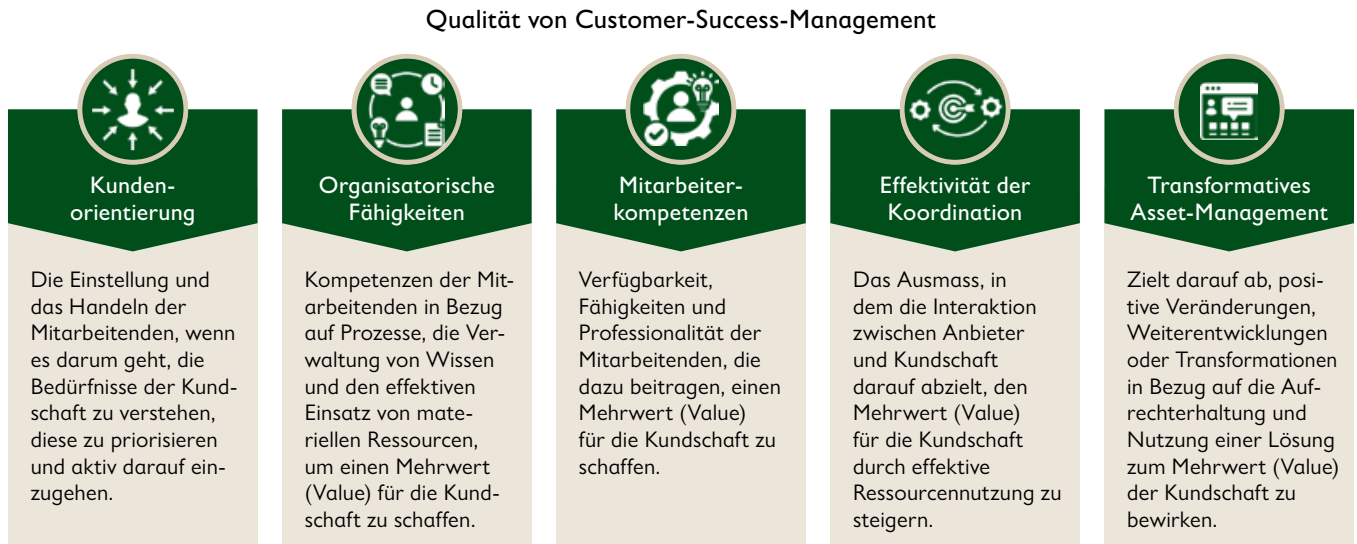 Qualität von Customer-Success-Management
Kunden-
orientierung
Die Einstellung und
das Handeln der
Mitarbeitenden, wenn
es darum geht, die
Bedürfnisse der Kund-
schaft zu verstehen,
diese zu priorisieren
und aktiv darauf ein-
zugehen.
Organisatorische
Fähigkeiten
Kompetenzen der Mit-
arbeitenden in Bezug
auf Prozesse, die Ver-
waltung von Wissen
und den effektiven
Einsatz von mate-
riellen Ressourcen,
um einen Mehrwert
(Value) für die Kund-
schaft zu schaffen.
Mitarbeiter-
kompetenzen
Verfügbarkeit,
Fähigkeiten und
Professionalität der
Mitarbeitenden, die
dazu beitragen, einen
Mehrwert (Value)
für die Kundschaft zu
schaffen.
Effektivität der
Koordination
Das Ausmass, in
dem die Interaktion
zwischen Anbieter
und Kundschaft
darauf abzielt, den
Mehrwert (Value)
für die Kundschaft
durch effektive
Ressourcennutzung zu
steigern.
Transformatives
Asset-Management
Zielt darauf ab, posi-
tive Veränderungen,
Weiterentwicklungen
oder Transformationen
in Bezug auf die Auf-
rechterhaltung und
Nutzung einer Lösung
zum Mehrwert (Value)
der Kundschaft zu
bewirken.